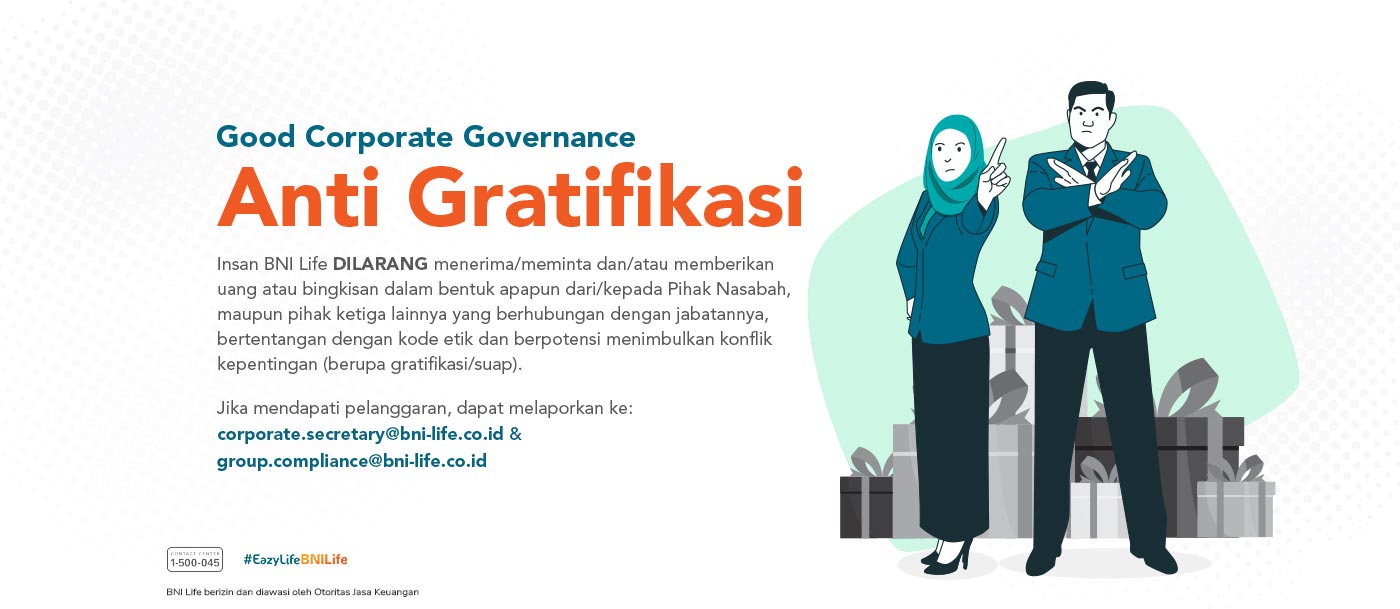 Good Corporate Governance
Anti Gratifikasi
Insan BNI Life DILARANG menerima/meminta dan/atau memberikan
uang atau bingkisan dalam bentuk apapun dari/kepada Pihak Nasabah,
maupun pihak ketiga lainnya yang berhubungan dengan jabatannya,
bertentangan dengan kode etik dan berpotensi menimbulkan konflik
kepentingan (berupa gratifikasi/suap).
Jika mendapati pelanggaran, dapat melaporkan ke:
corporate.secretary@bni-life.co.id &
group.compliance@bni-life.co.id
CONTACT CENTER
1-500-045
#EazyLifeBNILife
BNI Life berizin dan diawasi oleh Otoritas Jasa Keuangan